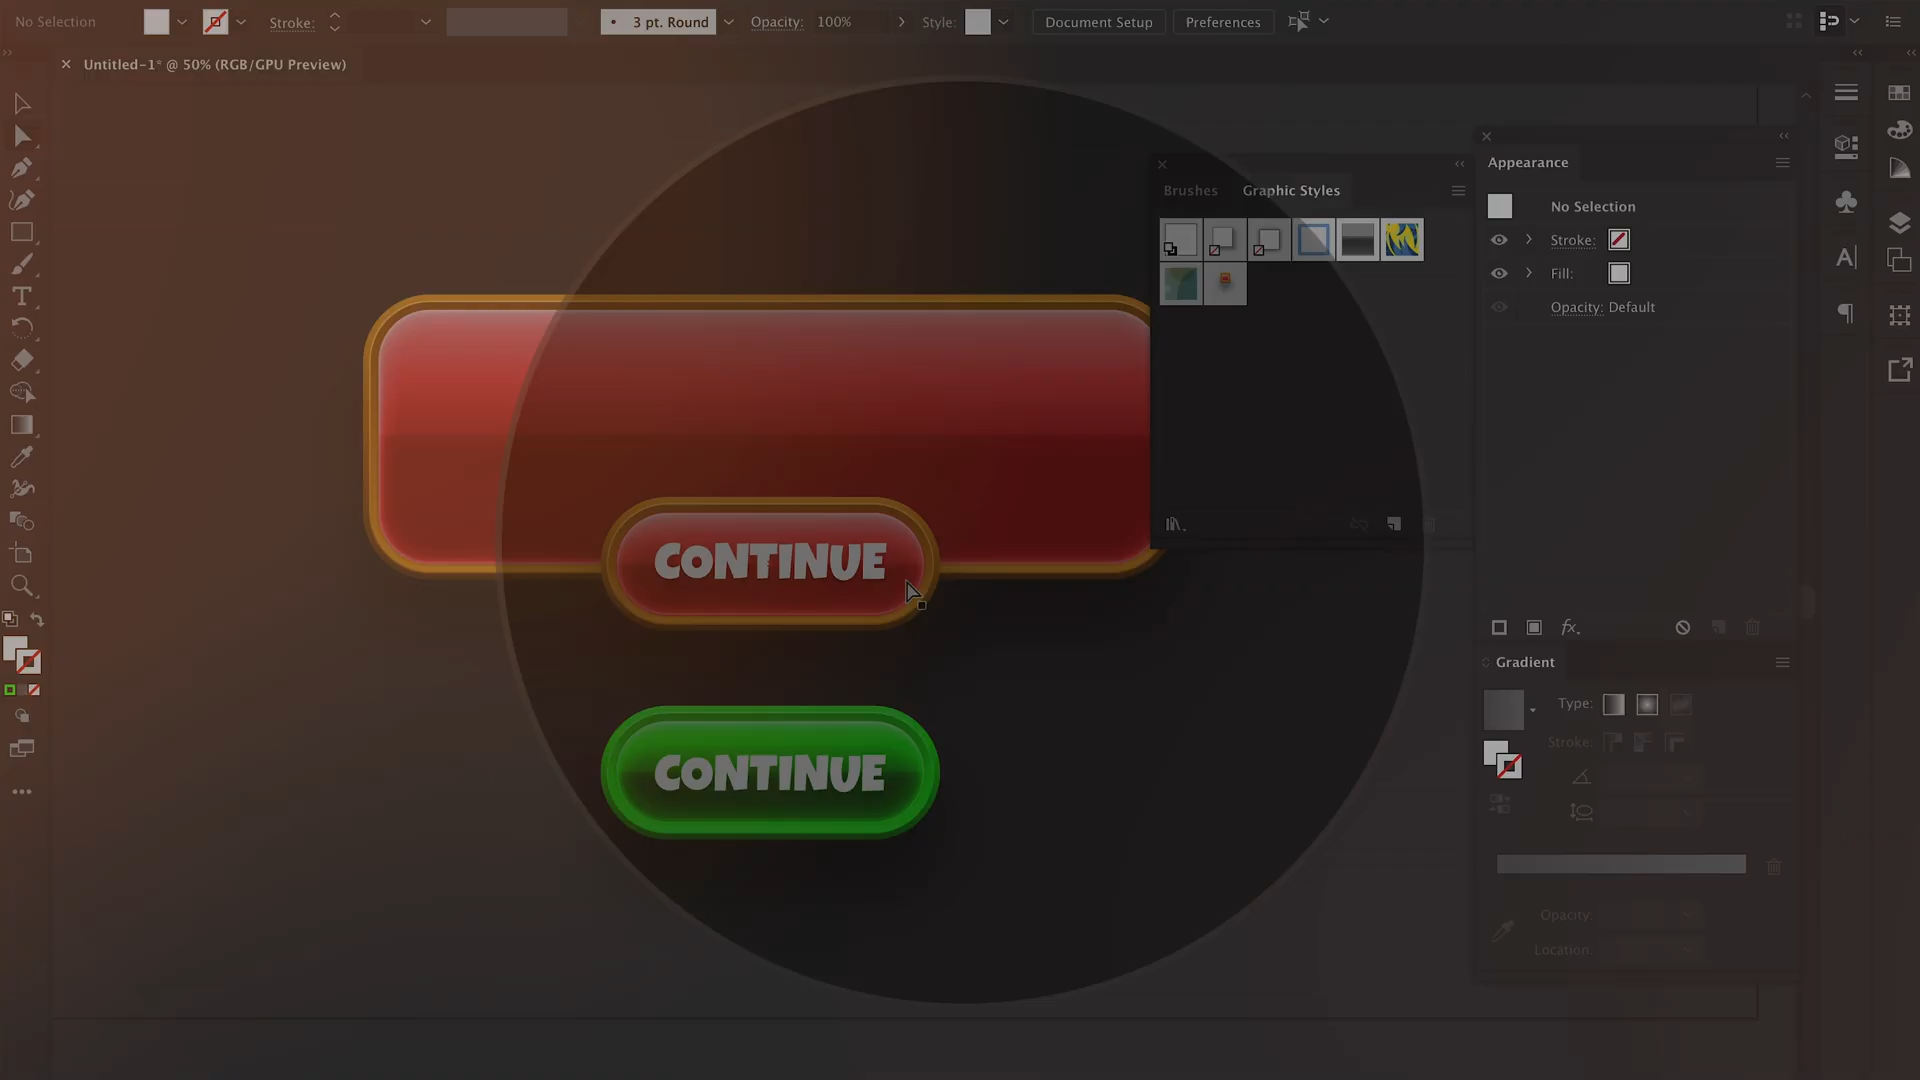 No Selection
Stroke:
3 pt. Round
Opacity: 100%
Style:
Document Setup
Preferences
Untitled-1* @ 50% (RGB/GPU Preview)
Brushes
Graphic Styles
Appearance
No Selection
Stroke:
Fill:
Opacity: Default
CONTINUE
CONTINUE
Gradient
Type:
Stroke:
Opacity:
Location: